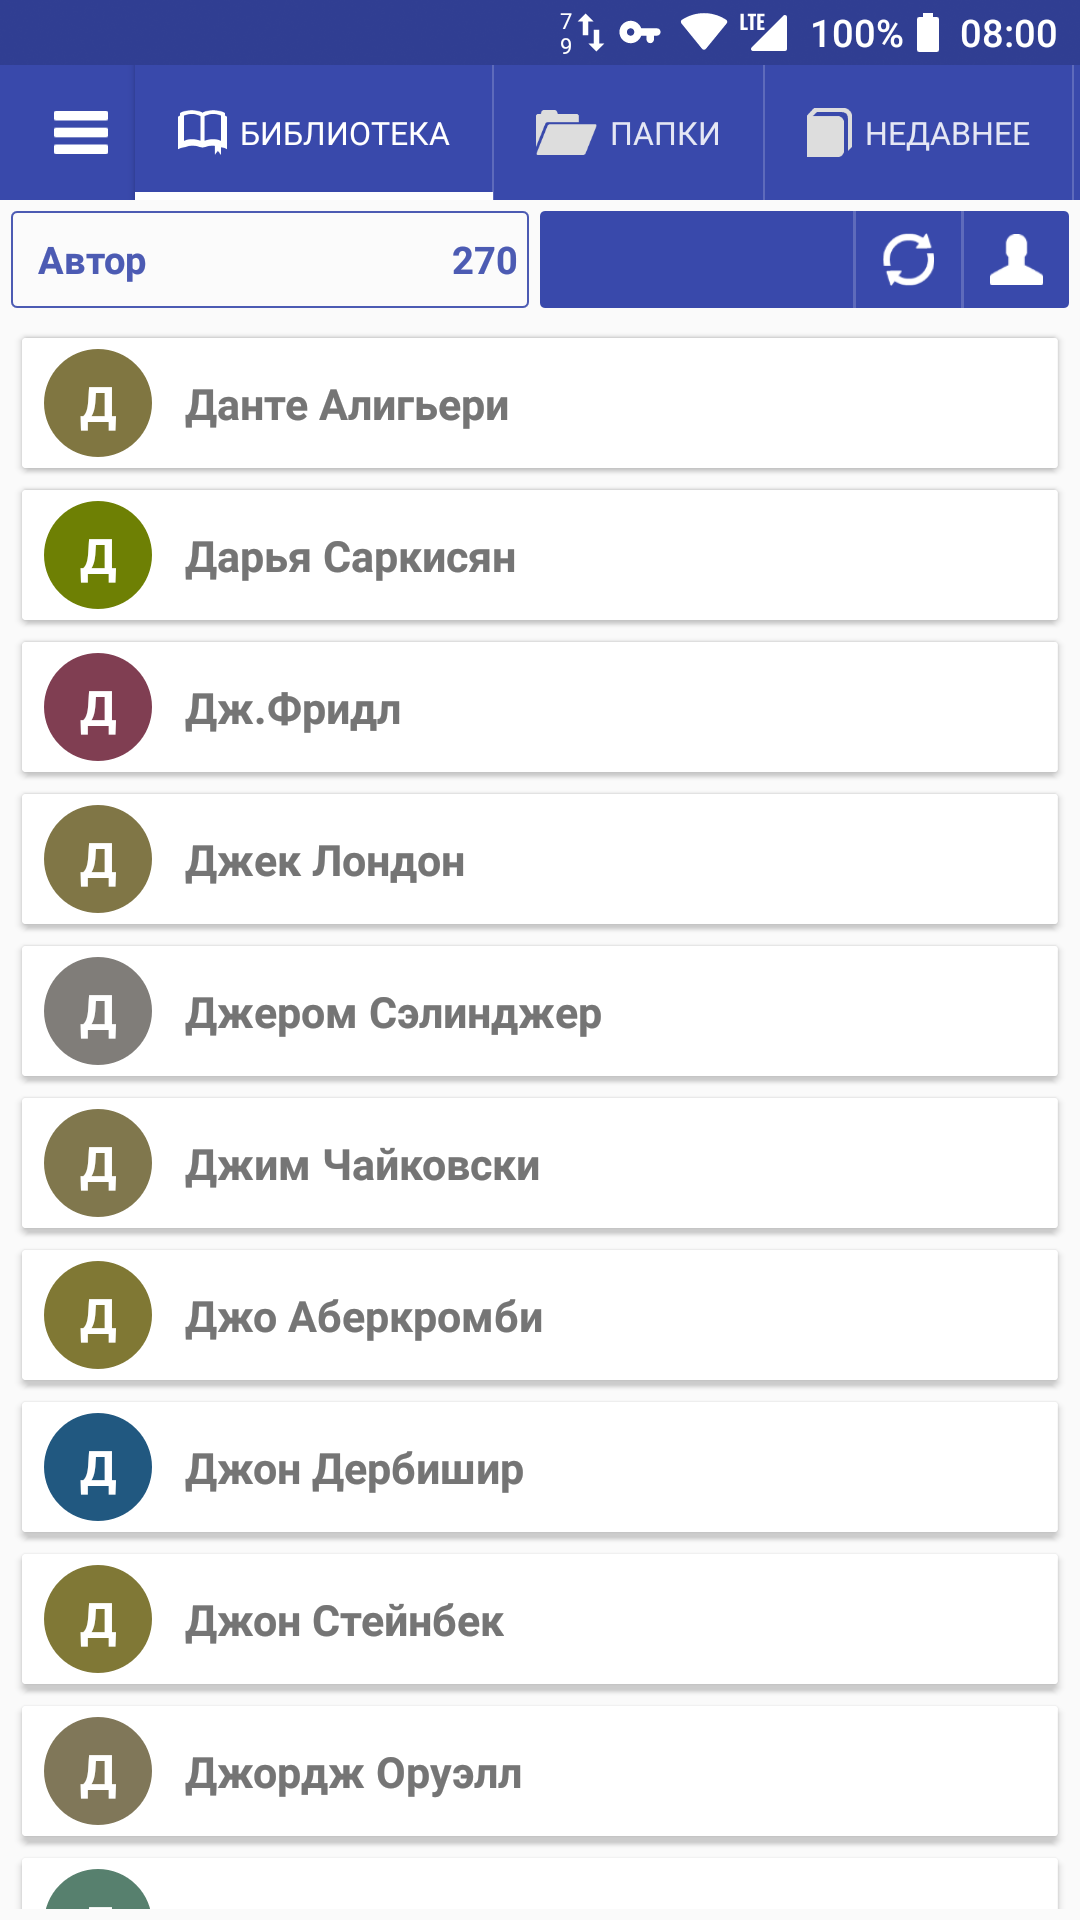 7
9
LTE
100%
08:00
БИБЛИОТЕКА
ПАПКИ
НЕДАВНЕЕ
Автор 270
Д Данте Алигьери
Д Дарья Саркисян
Д Дж.Фридл
Д Джек Лондон
Д Джером Сэлинджер
Д Джим Чайковски
Д Джо Аберкромби
Д Джон Дербишир
Д Джон Стейнбек
Д Джордж Оруэлл